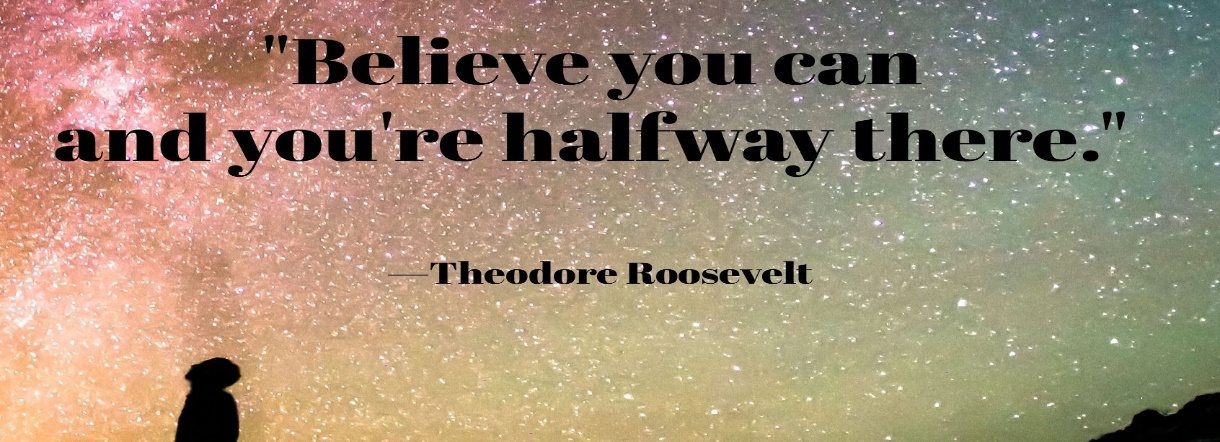 "Believe you can
and you're halfway there."
—Theodore Roosevelt